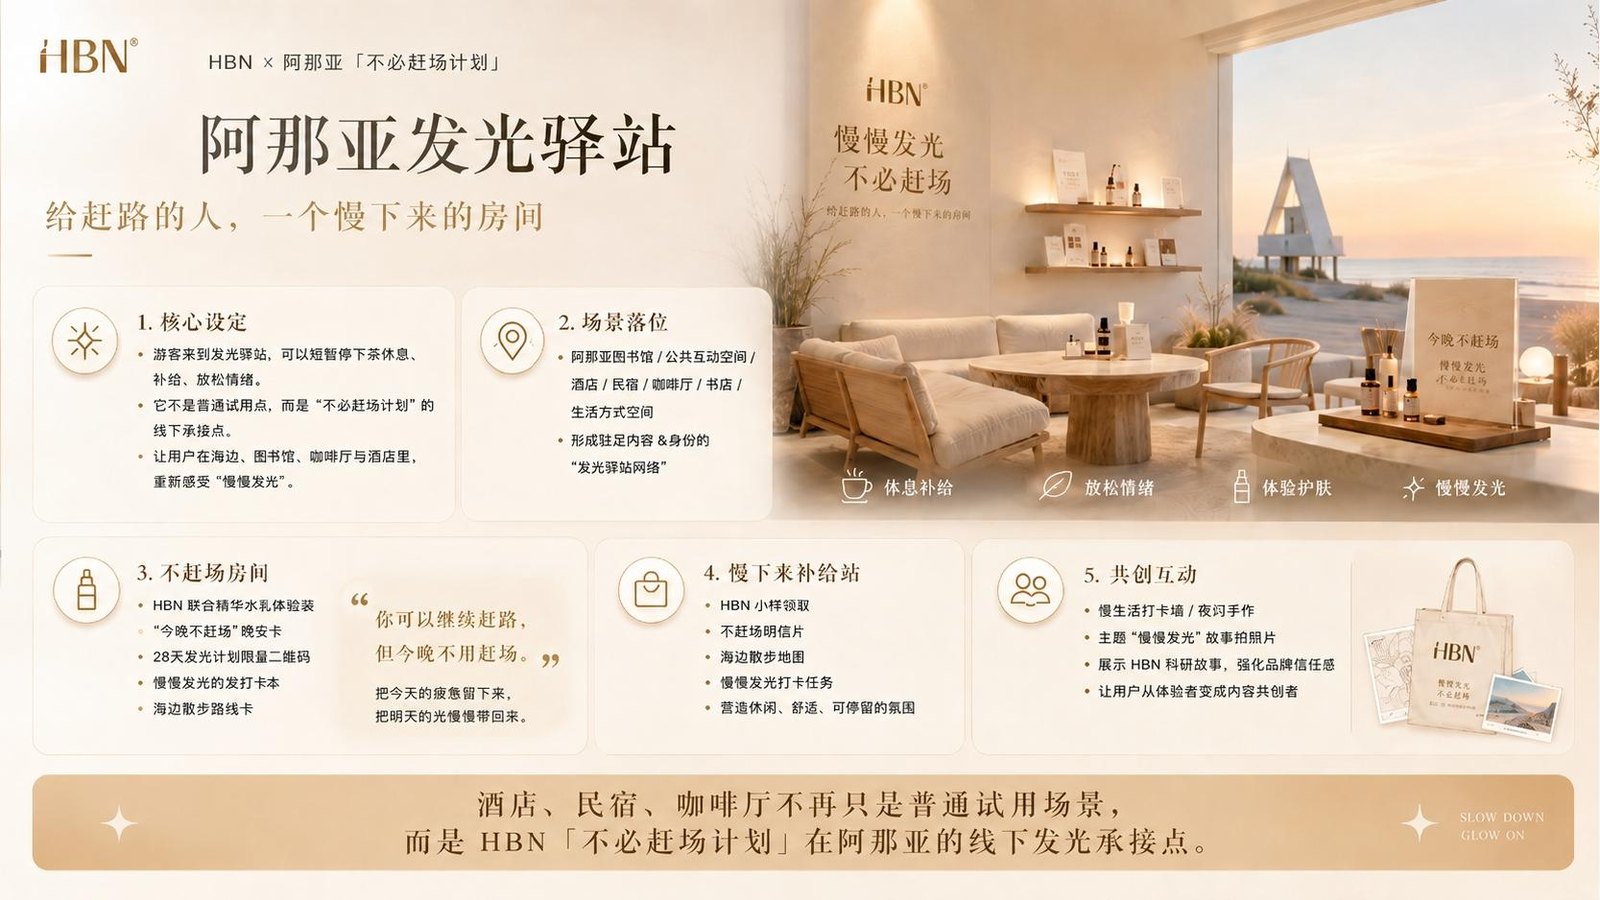 HBN®
HBN × 阿那亚「不必赶场计划」
阿那亚发光驿站
给赶路的人，一个慢下来的房间
HBN®
慢慢发光
不必赶场
给赶路的人，一个慢下来的房间
今晚不赶场
慢慢发光
不必赶场
休息补给
放松情绪
体验护肤
慢慢发光
1. 核心设定
• 游客来到发光驿站，可以短暂停下茶休息、
补给、放松情绪。
• 它不是普通试用点，而是“不必赶场计划”的
线下承接点。
• 让用户在海边、图书馆、咖啡厅与酒店里，
重新感受“慢慢发光”。
2. 场景落位
• 阿那亚图书馆 / 公共互动空间 /
酒店 / 民宿 / 咖啡厅 / 书店 /
生活方式空间
• 形成驻足内容 &身份的
“发光驿站网络”
3. 不赶场房间
• HBN 联合精华水乳体验装
• “今晚不赶场”晚安卡
• 28天发光计划限量二维码
• 慢慢发光的发打卡本
• 海边散步路线卡
“你可以继续赶路，
但今晚不用赶场。”
把今天的疲惫留下来，
把明天的光慢慢带回来。
4. 慢下来补给站
• HBN 小样领取
• 不赶场明信片
• 海边散步地图
• 慢慢发光打卡任务
• 营造休闲、舒适、可停留的氛围
5. 共创互动
• 慢生活打卡墙 / 夜闪手作
• 主题“慢慢发光”故事拍照片
• 展示 HBN 科研故事，强化品牌信任感
• 让用户从体验者变成内容共创者
HBN®
慢慢发光
不必赶场
酒店、民宿、咖啡厅不再只是普通试用场景，
而是 HBN「不必赶场计划」在阿那亚的线下发光承接点。
SLOW DOWN
GLOW ON